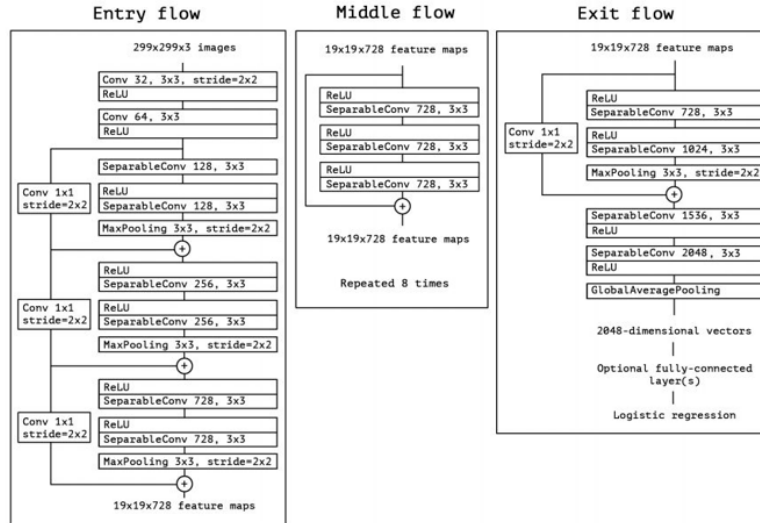 Entry flow
299x299x3 images
Conv 32, 3x3, stride=2x2
ReLU
Conv 64, 3x3
ReLU
SeparableConv 128, 3x3
Conv 1x1
stride=2x2
ReLU
SeparableConv 128, 3x3
MaxPooling 3x3, stride=2x2
+
ReLU
SeparableConv 256, 3x3
Conv 1x1
stride=2x2
ReLU
SeparableConv 256, 3x3
MaxPooling 3x3, stride=2x2
+
ReLU
SeparableConv 728, 3x3
Conv 1x1
stride=2x2
ReLU
SeparableConv 728, 3x3
MaxPooling 3x3, stride=2x2
+
19x19x728 feature maps
Middle flow
19x19x728 feature maps
ReLU
SeparableConv 728, 3x3
ReLU
SeparableConv 728, 3x3
ReLU
SeparableConv 728, 3x3
+
19x19x728 feature maps
Repeated 8 times
Exit flow
19x19x728 feature maps
ReLU
SeparableConv 728, 3x3
Conv 1x1
stride=2x2
ReLU
SeparableConv 1024, 3x3
MaxPooling 3x3, stride=2x2
+
SeparableConv 1536, 3x3
ReLU
SeparableConv 2048, 3x3
ReLU
GlobalAveragePooling
2048-dimensional vectors
Optional fully-connected
layer(s)
Logistic regression